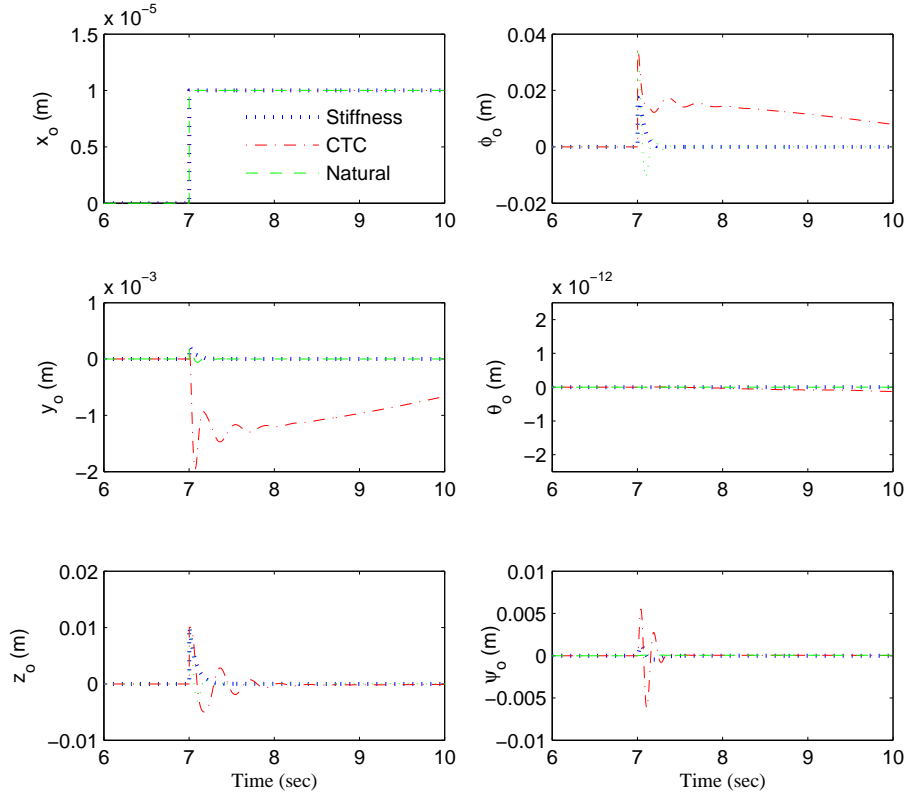 x 10⁻⁵
1.5
1
0.5
0
x_o (m)
6 7 8 9 10
Stiffness
CTC
Natural
0.04
0.02
0
−0.02
ϕ_o (m)
6 7 8 9 10
x 10⁻³
1
0
−1
−2
y_o (m)
6 7 8 9 10
x 10⁻¹²
2
1
0
−1
−2
θ_o (m)
6 7 8 9 10
0.02
0.01
0
−0.01
z_o (m)
6 7 8 9 10
Time (sec)
0.01
0.005
0
−0.005
−0.01
ψ_o (m)
6 7 8 9 10
Time (sec)